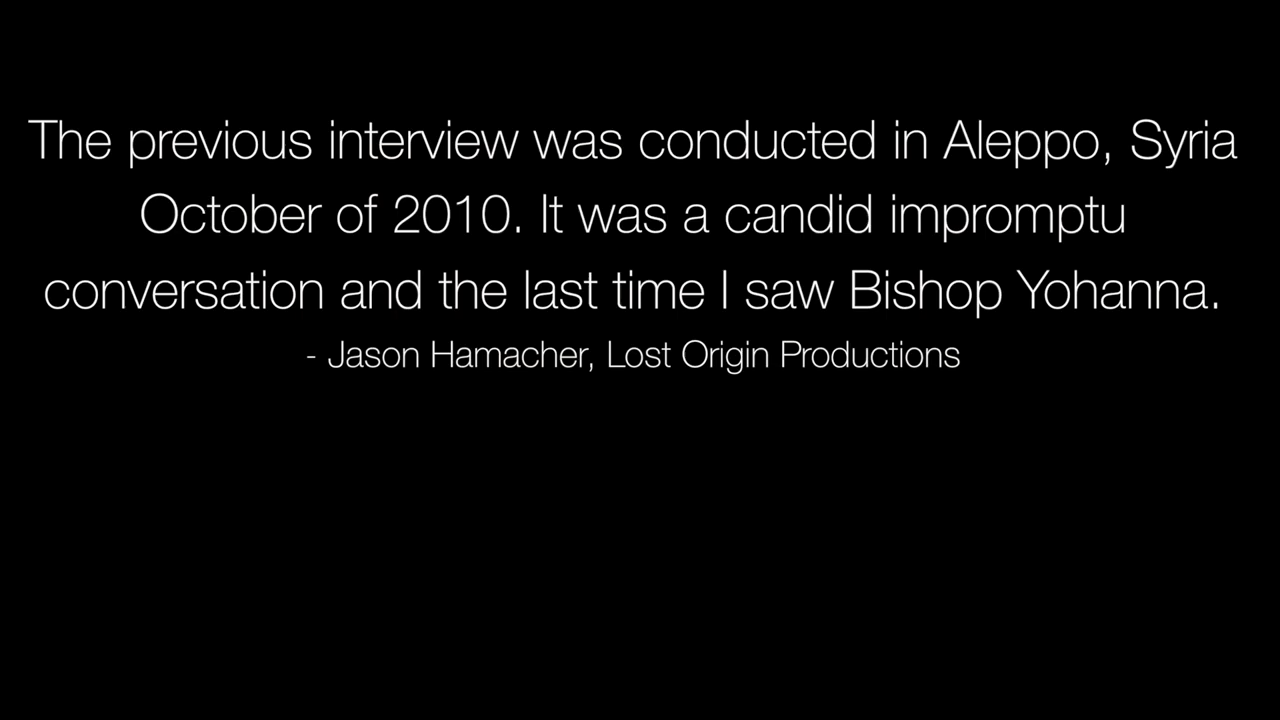 The previous interview was conducted in Aleppo, Syria
October of 2010. It was a candid impromptu
conversation and the last time I saw Bishop Yohanna.
- Jason Hamacher, Lost Origin Productions